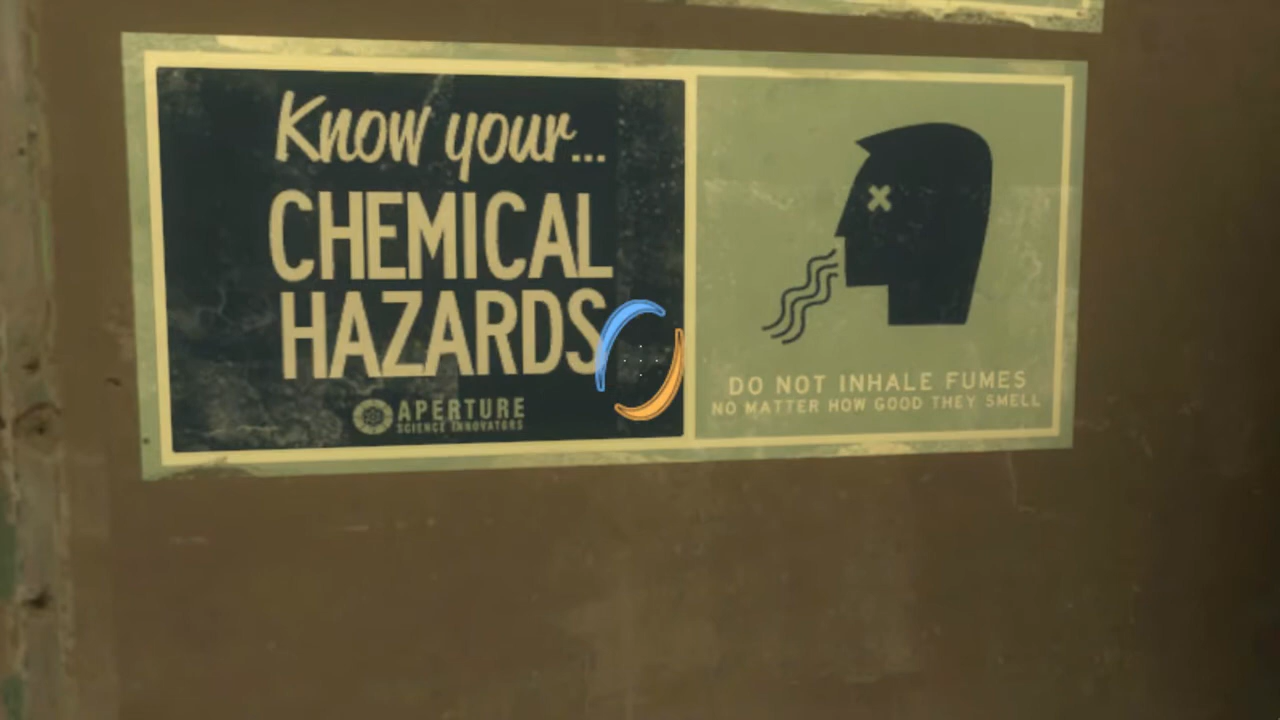 Know your...
CHEMICAL
HAZARDS
APERTURE
SCIENCE INNOVATORS
DO NOT INHALE FUMES
NO MATTER HOW GOOD THEY SMELL